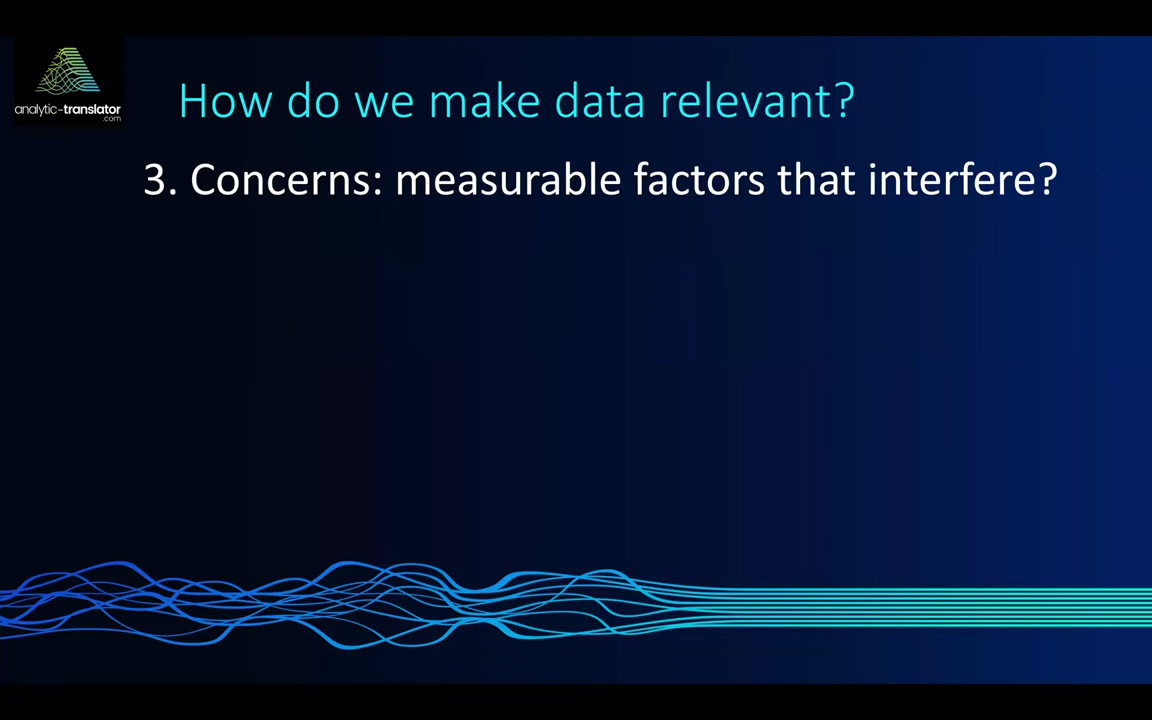 analytic-translator
.com
How do we make data relevant?
3. Concerns: measurable factors that interfere?